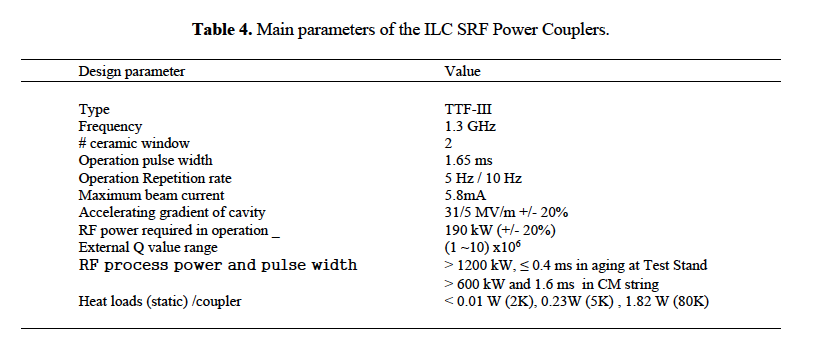 Table 4. Main parameters of the ILC SRF Power Couplers.
Design parameter Value
Type TTF-III
Frequency 1.3 GHz
# ceramic window 2
Operation pulse width 1.65 ms
Operation Repetition rate 5 Hz / 10 Hz
Maximum beam current 5.8mA
Accelerating gradient of cavity 31/5 MV/m +/- 20%
RF power required in operation _ 190 kW (+/- 20%)
External Q value range (1 ~10) x10⁶
RF process power and pulse width > 1200 kW, ≤ 0.4 ms in aging at Test Stand
> 600 kW and 1.6 ms in CM string
Heat loads (static) /coupler < 0.01 W (2K), 0.23W (5K) , 1.82 W (80K)